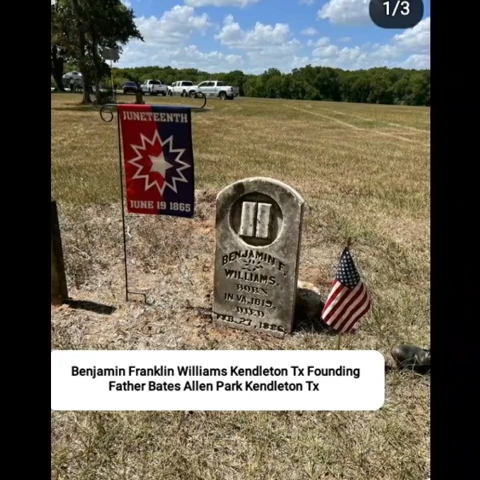 1/3
JUNETEENTH
JUNE 19 1865
BENJAMIN F.
WILLIAMS.
BORN
IN VA. 1819.
DIED
FEB. 27, 1886
Benjamin Franklin Williams Kendleton Tx Founding
Father Bates Allen Park Kendleton Tx